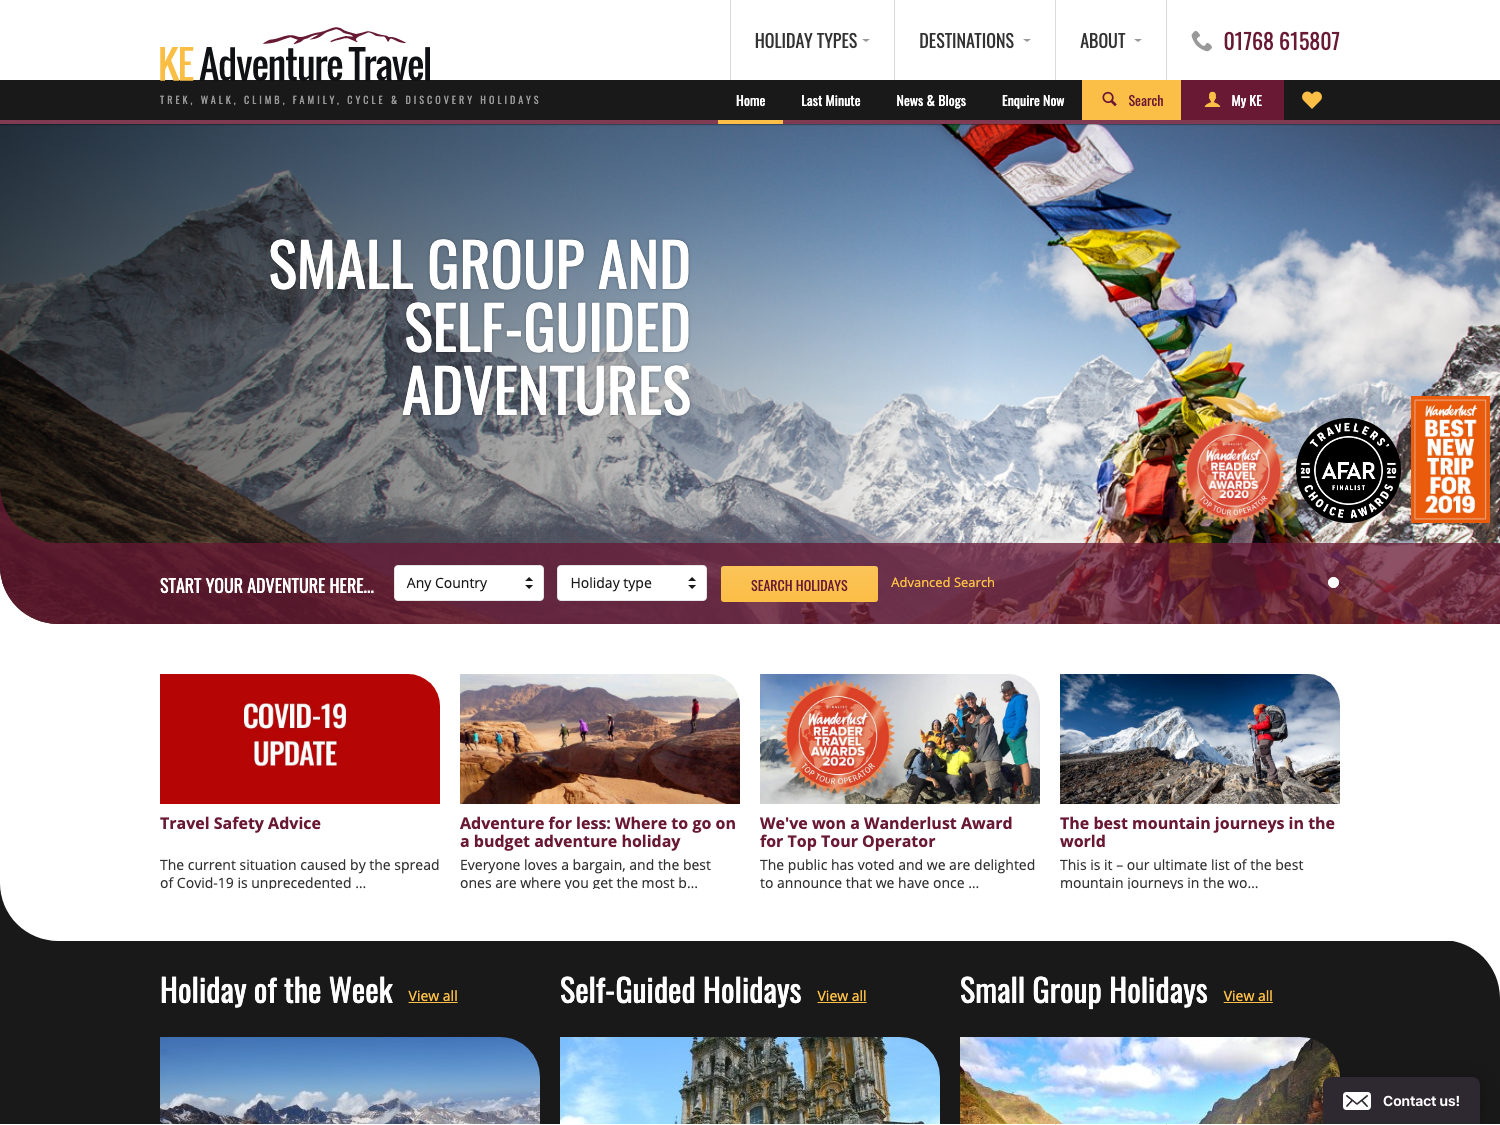 KE Adventure Travel
TREK, WALK, CLIMB, FAMILY, CYCLE & DISCOVERY HOLIDAYS
HOLIDAY TYPES
DESTINATIONS
ABOUT
01768 615807
Home
Last Minute
News & Blogs
Enquire Now
Search
My KE
SMALL GROUP AND
SELF-GUIDED
ADVENTURES
FINALIST
Wanderlust
READER
TRAVEL
AWARDS
2020
TOP TOUR OPERATOR
TRAVELERS'
20 AFAR 20
FINALIST
CHOICE AWARDS
Wanderlust
BEST
NEW
TRIP
FOR
2019
START YOUR ADVENTURE HERE...
Any Country
Holiday type
SEARCH HOLIDAYS
Advanced Search
COVID-19
UPDATE
Travel Safety Advice
The current situation caused by the spread
of Covid-19 is unprecedented ...
Adventure for less: Where to go on
a budget adventure holiday
Everyone loves a bargain, and the best
ones are where you get the most b...
FINALIST
Wanderlust
READER
TRAVEL
AWARDS
2020
TOP TOUR OPERATOR
We've won a Wanderlust Award
for Top Tour Operator
The public has voted and we are delighted
to announce that we have once ...
The best mountain journeys in the
world
This is it – our ultimate list of the best
mountain journeys in the wo...
Holiday of the Week
View all
Self-Guided Holidays
View all
Small Group Holidays
View all
Contact us!